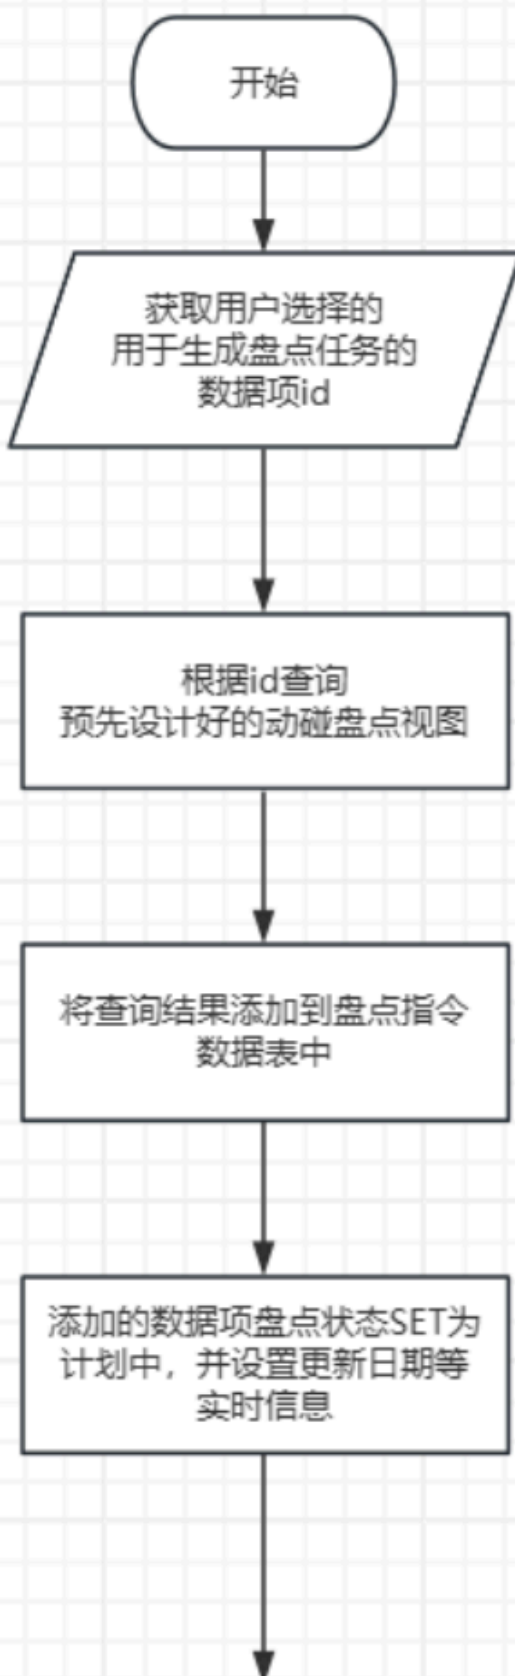 开始
获取用户选择的
用于生成盘点任务的
数据项id
根据id查询
预先设计好的动碰盘点视图
将查询结果添加到盘点指令
数据表中
添加的数据项盘点状态SET为
计划中，并设置更新日期等
实时信息